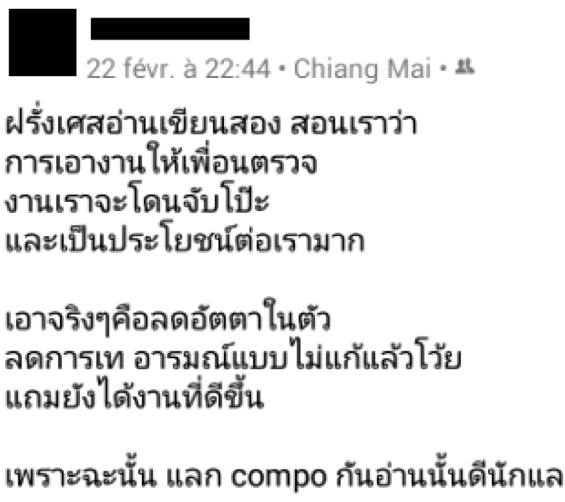 22 févr. à 22:44 • Chiang Mai •
ฝรั่งเศสอ่านเขียนสอง สอนเราว่า
การเอางานให้เพื่อนตรวจ
งานเราจะโดนจับโป๊ะ
และเป็นประโยชน์ต่อเรามาก
เอาจริงๆคือลดอัตตาในตัว
ลดการเท อารมณ์แบบไม่แก้แล้วโว้ย
แถมยังได้งานที่ดีขึ้น
เพราะฉะนั้น แลก compo กันอ่านนั้นดีนักแล